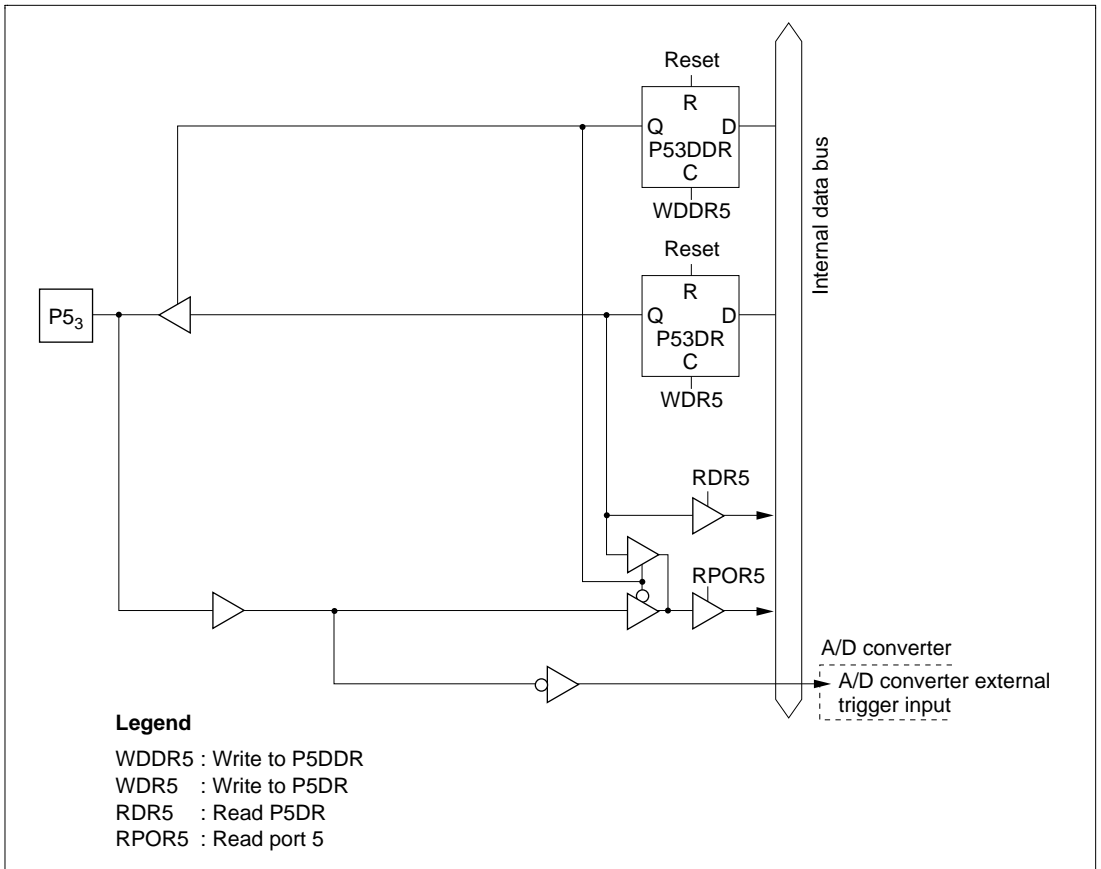 Reset
R
Q D
P53DDR
C
WDDR5
Internal data bus
Reset
R
P5₃
Q D
P53DR
C
WDR5
RDR5
RPOR5
A/D converter
A/D converter external
trigger input
Legend
WDDR5 : Write to P5DDR
WDR5 : Write to P5DR
RDR5 : Read P5DR
RPOR5 : Read port 5